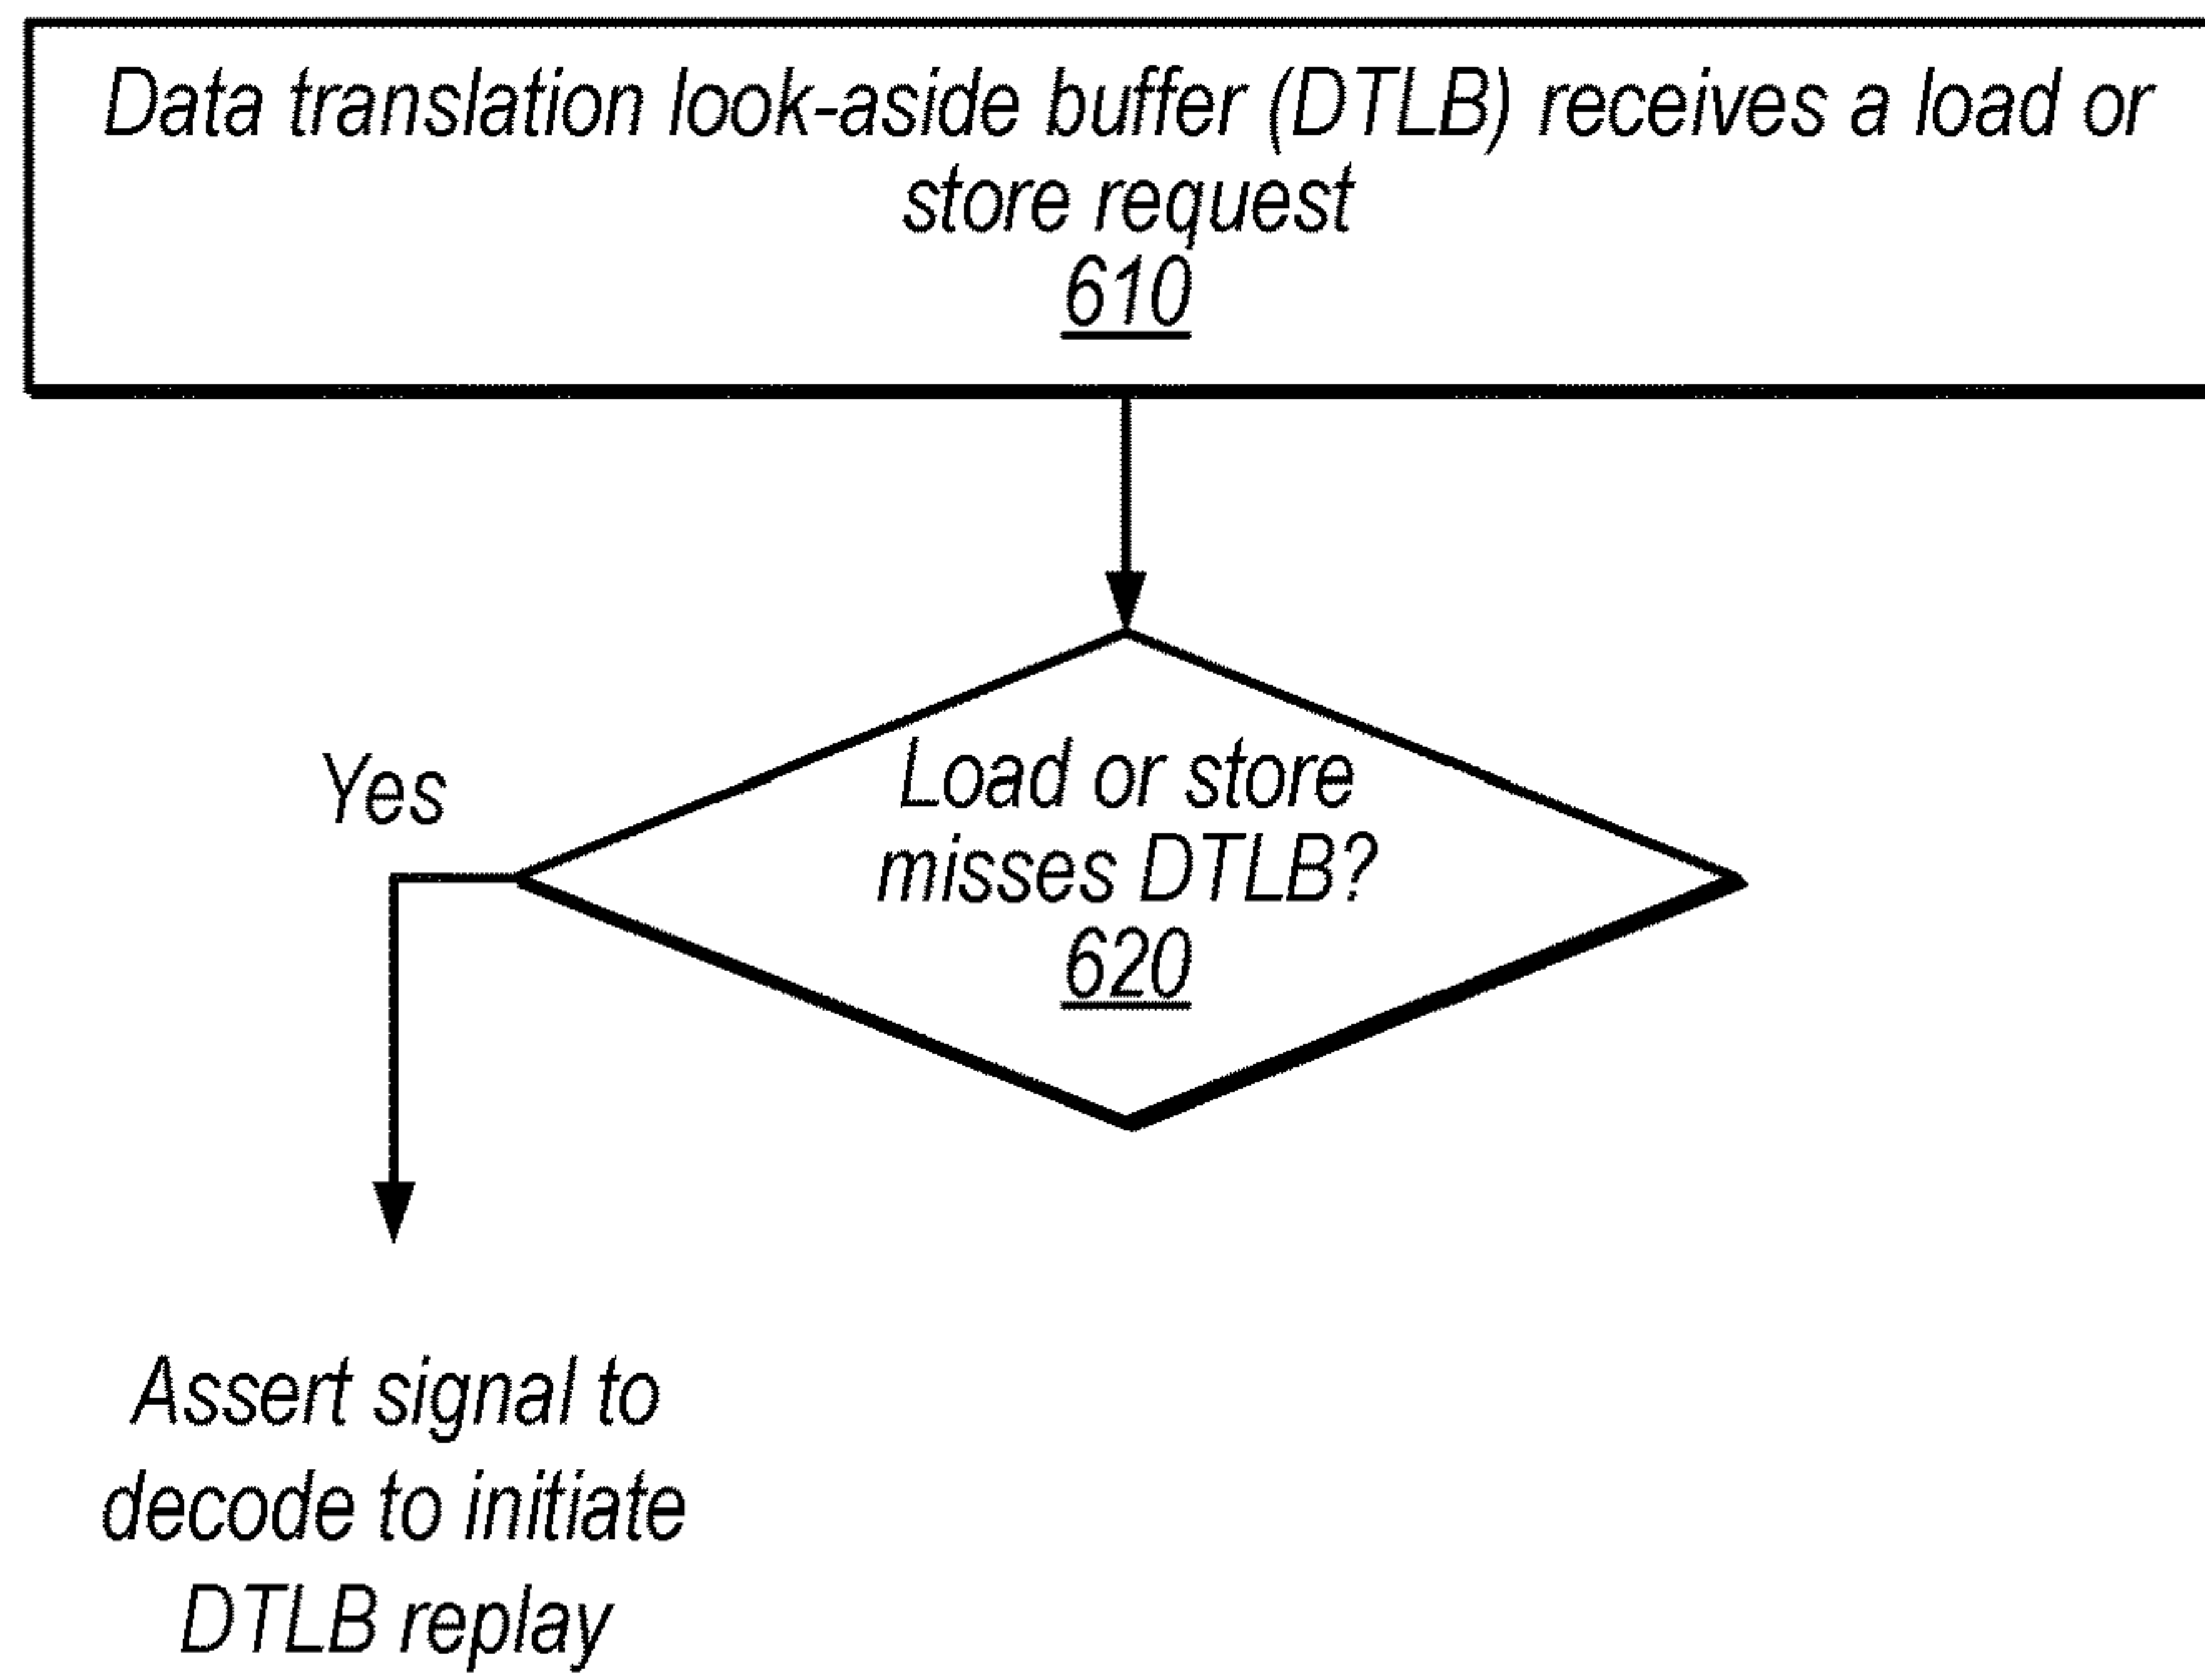 Data translation look-aside buffer (DTLB) receives a load or
store request
610
Yes
Load or store
misses DTLB?
620
Assert signal to
decode to initiate
DTLB replay